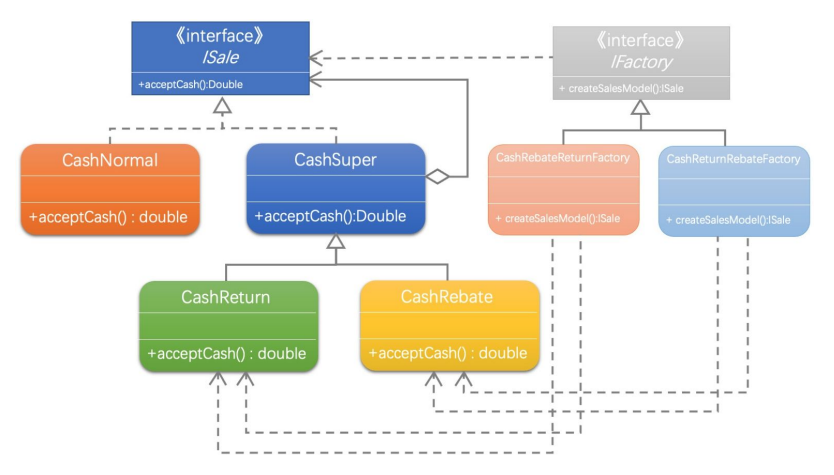 《interface》
ISale
+acceptCash():Double
《interface》
IFactory
+ createSalesModel():ISale
CashNormal
+acceptCash() : double
CashSuper
+acceptCash():Double
CashRebateReturnFactory
+ createSalesModel():ISale
CashReturnRebateFactory
+ createSalesModel():ISale
CashReturn
+acceptCash() : double
CashRebate
+acceptCash() : double